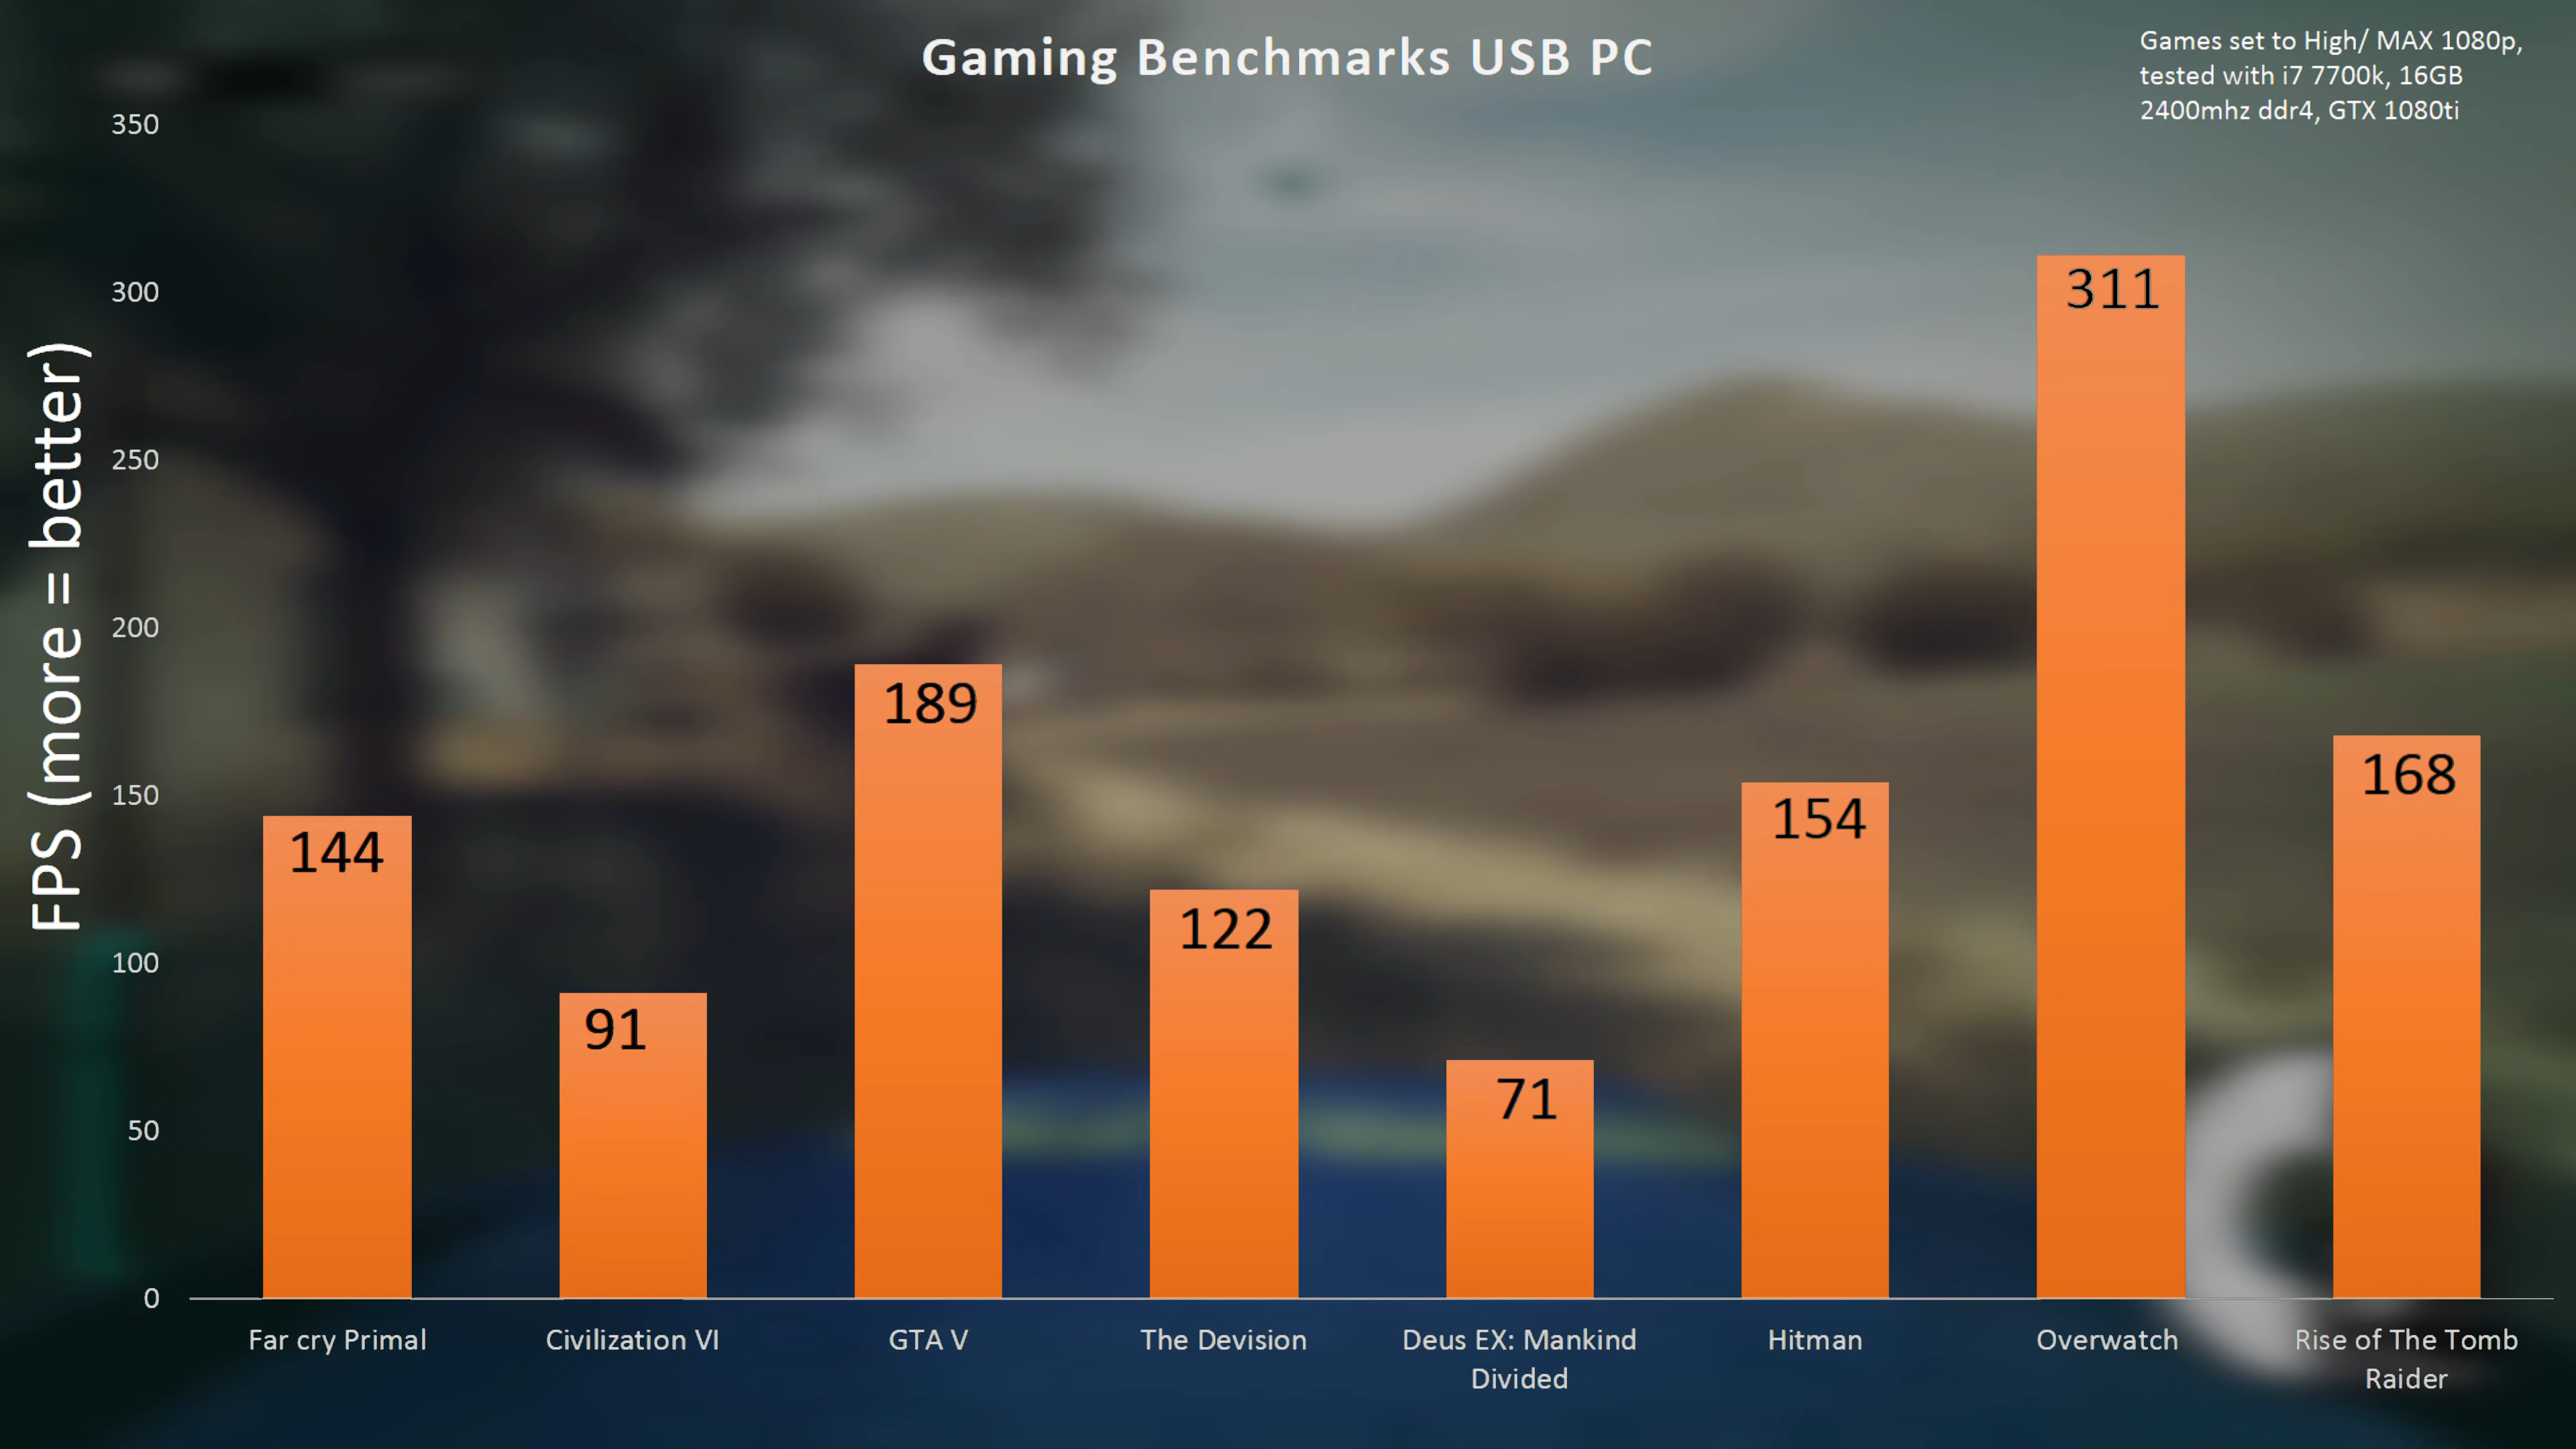 Gaming Benchmarks USB PC
Games set to High/ MAX 1080p,
tested with i7 7700k, 16GB
2400mhz ddr4, GTX 1080ti
FPS (more = better)
350
300
250
200
150
100
50
0
144
91
189
122
71
154
311
168
Far cry Primal
Civilization VI
GTA V
The Devision
Deus EX: Mankind
Divided
Hitman
Overwatch
Rise of The Tomb
Raider